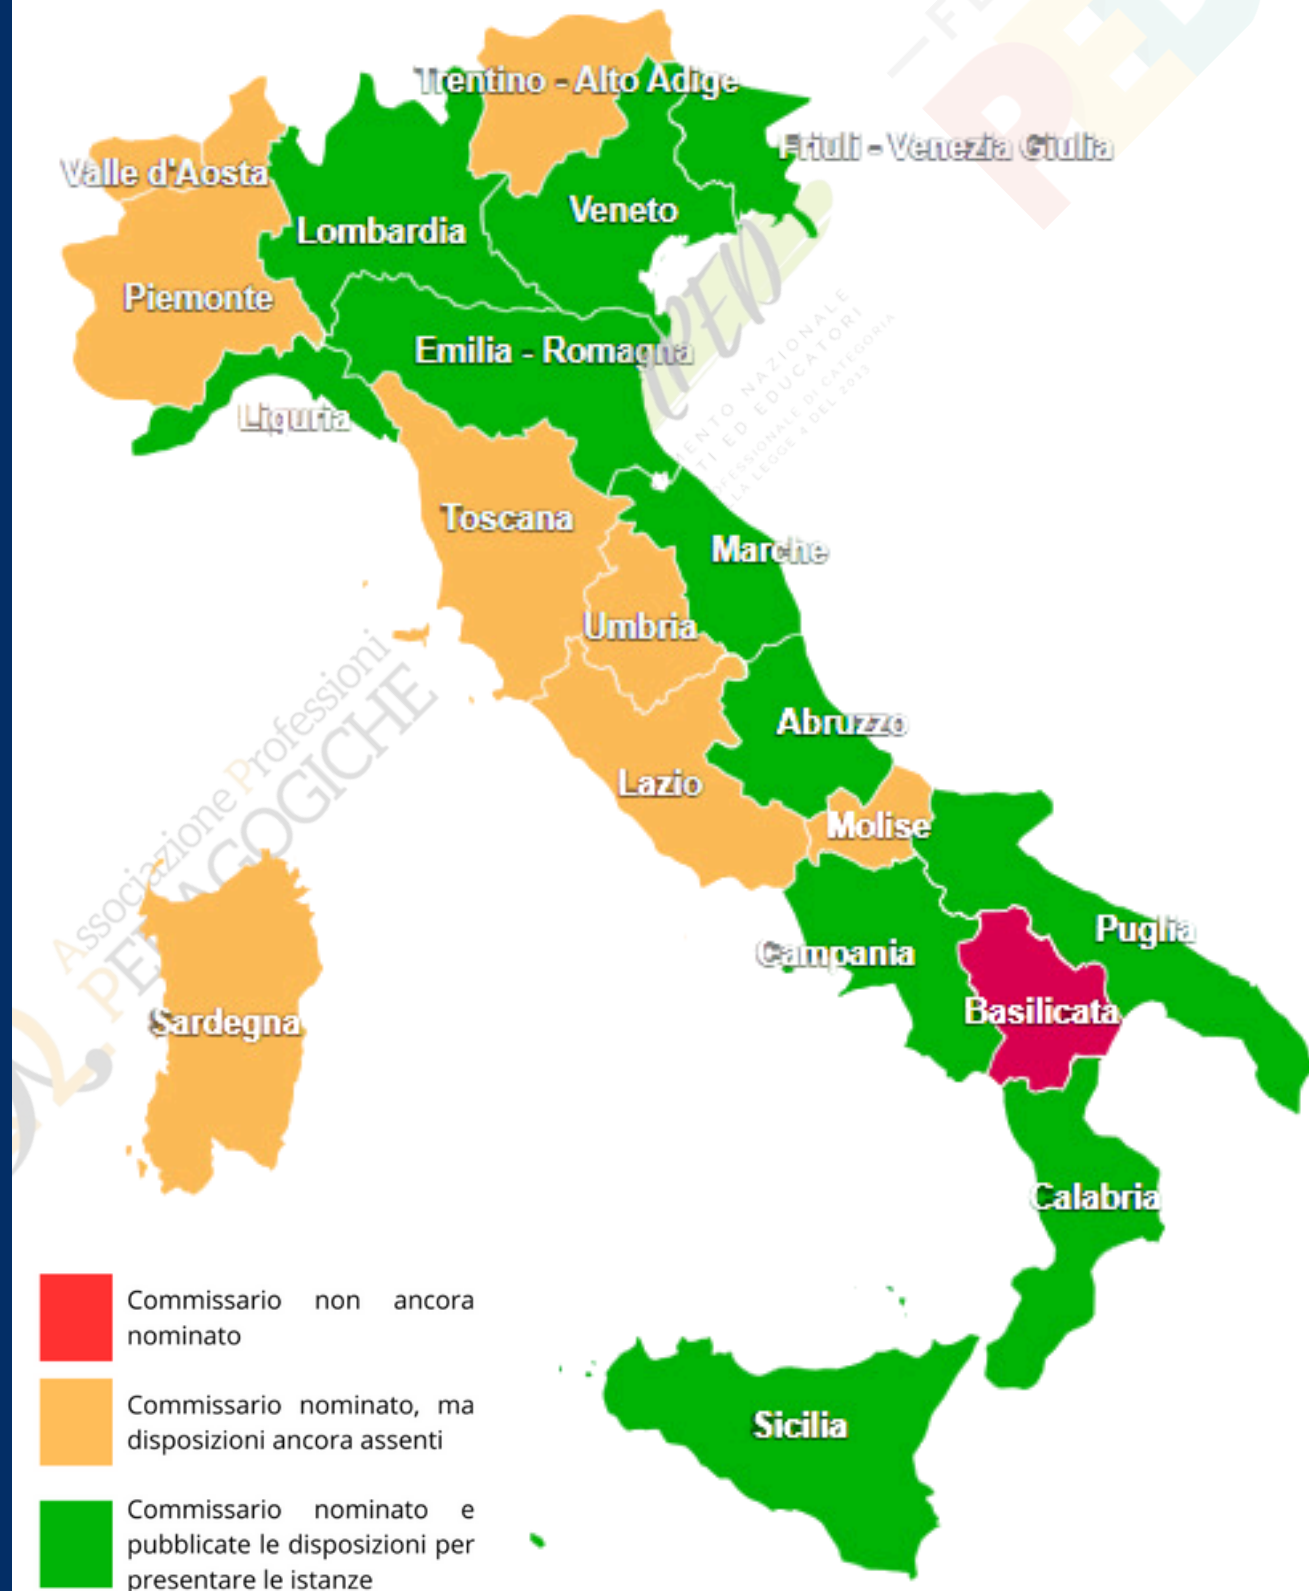 Trentino - Alto Adige
Friuli - Venezia Giulia
Valle d'Aosta
Veneto
Lombardia
Piemonte
Emilia - Romagna
Liguria
Toscana
Marche
Umbria
Abruzzo
Lazio
Molise
Puglia
Campania
Basilicata
Sardegna
Calabria
Sicilia
Associazione Professioni
PEDAGOGICHE
Commissario non ancora
nominato
Commissario nominato, ma
disposizioni ancora assenti
Commissario nominato e
pubblicate le disposizioni per
presentare le istanze